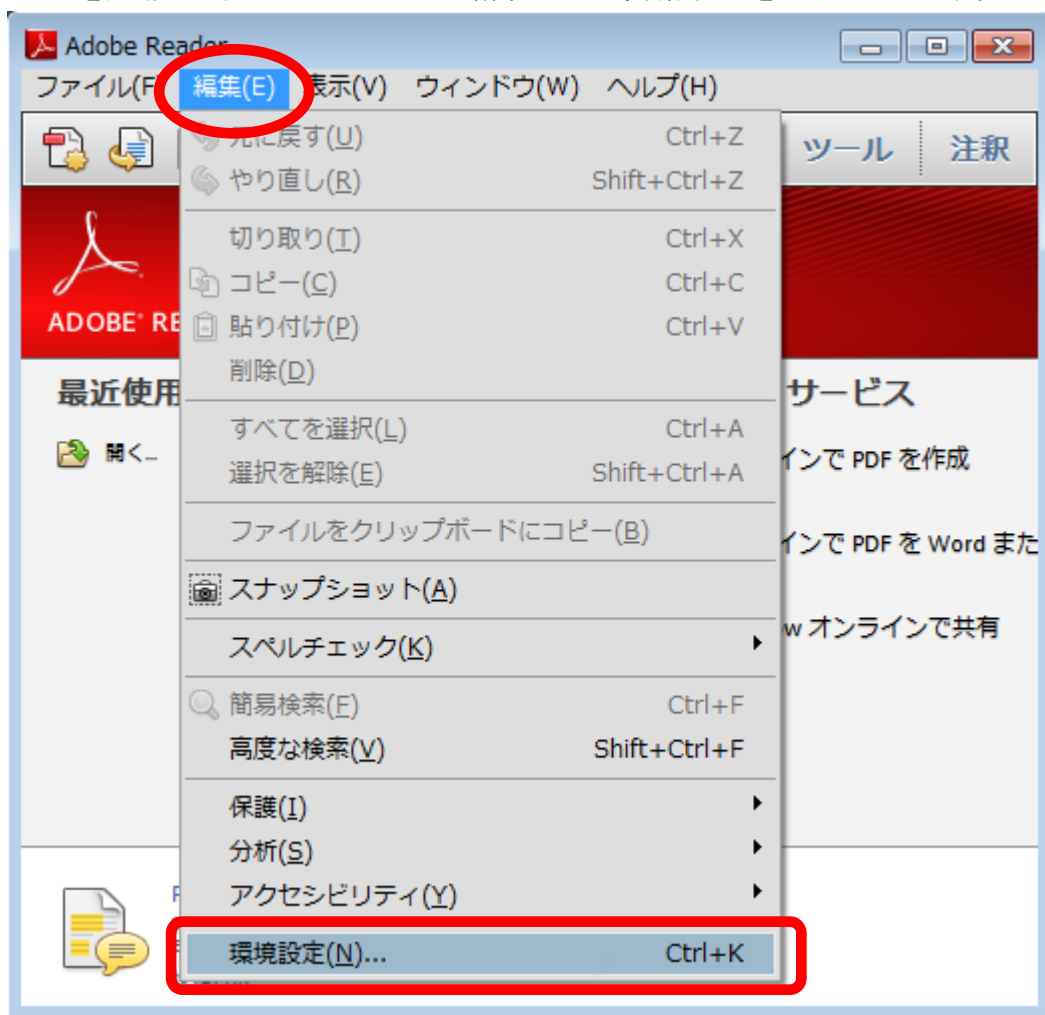 Adobe Reader
ファイル(F 編集(E) 表示(V) ウィンドウ(W) ヘルプ(H)
ツール 注釈
元に戻す(U) Ctrl+Z
やり直し(R) Shift+Ctrl+Z
切り取り(T) Ctrl+X
コピー(C) Ctrl+C
ADOBE® RE
貼り付け(P) Ctrl+V
削除(D)
最近使用
サービス
すべてを選択(L) Ctrl+A
開く...
インで PDF を作成
選択を解除(E) Shift+Ctrl+A
ファイルをクリップボードにコピー(B)
インで PDF を Word また
スナップショット(A)
w オンラインで共有
スペルチェック(K)
簡易検索(F) Ctrl+F
高度な検索(V) Shift+Ctrl+F
保護(I)
分析(S)
アクセシビリティ(Y)
環境設定(N)... Ctrl+K